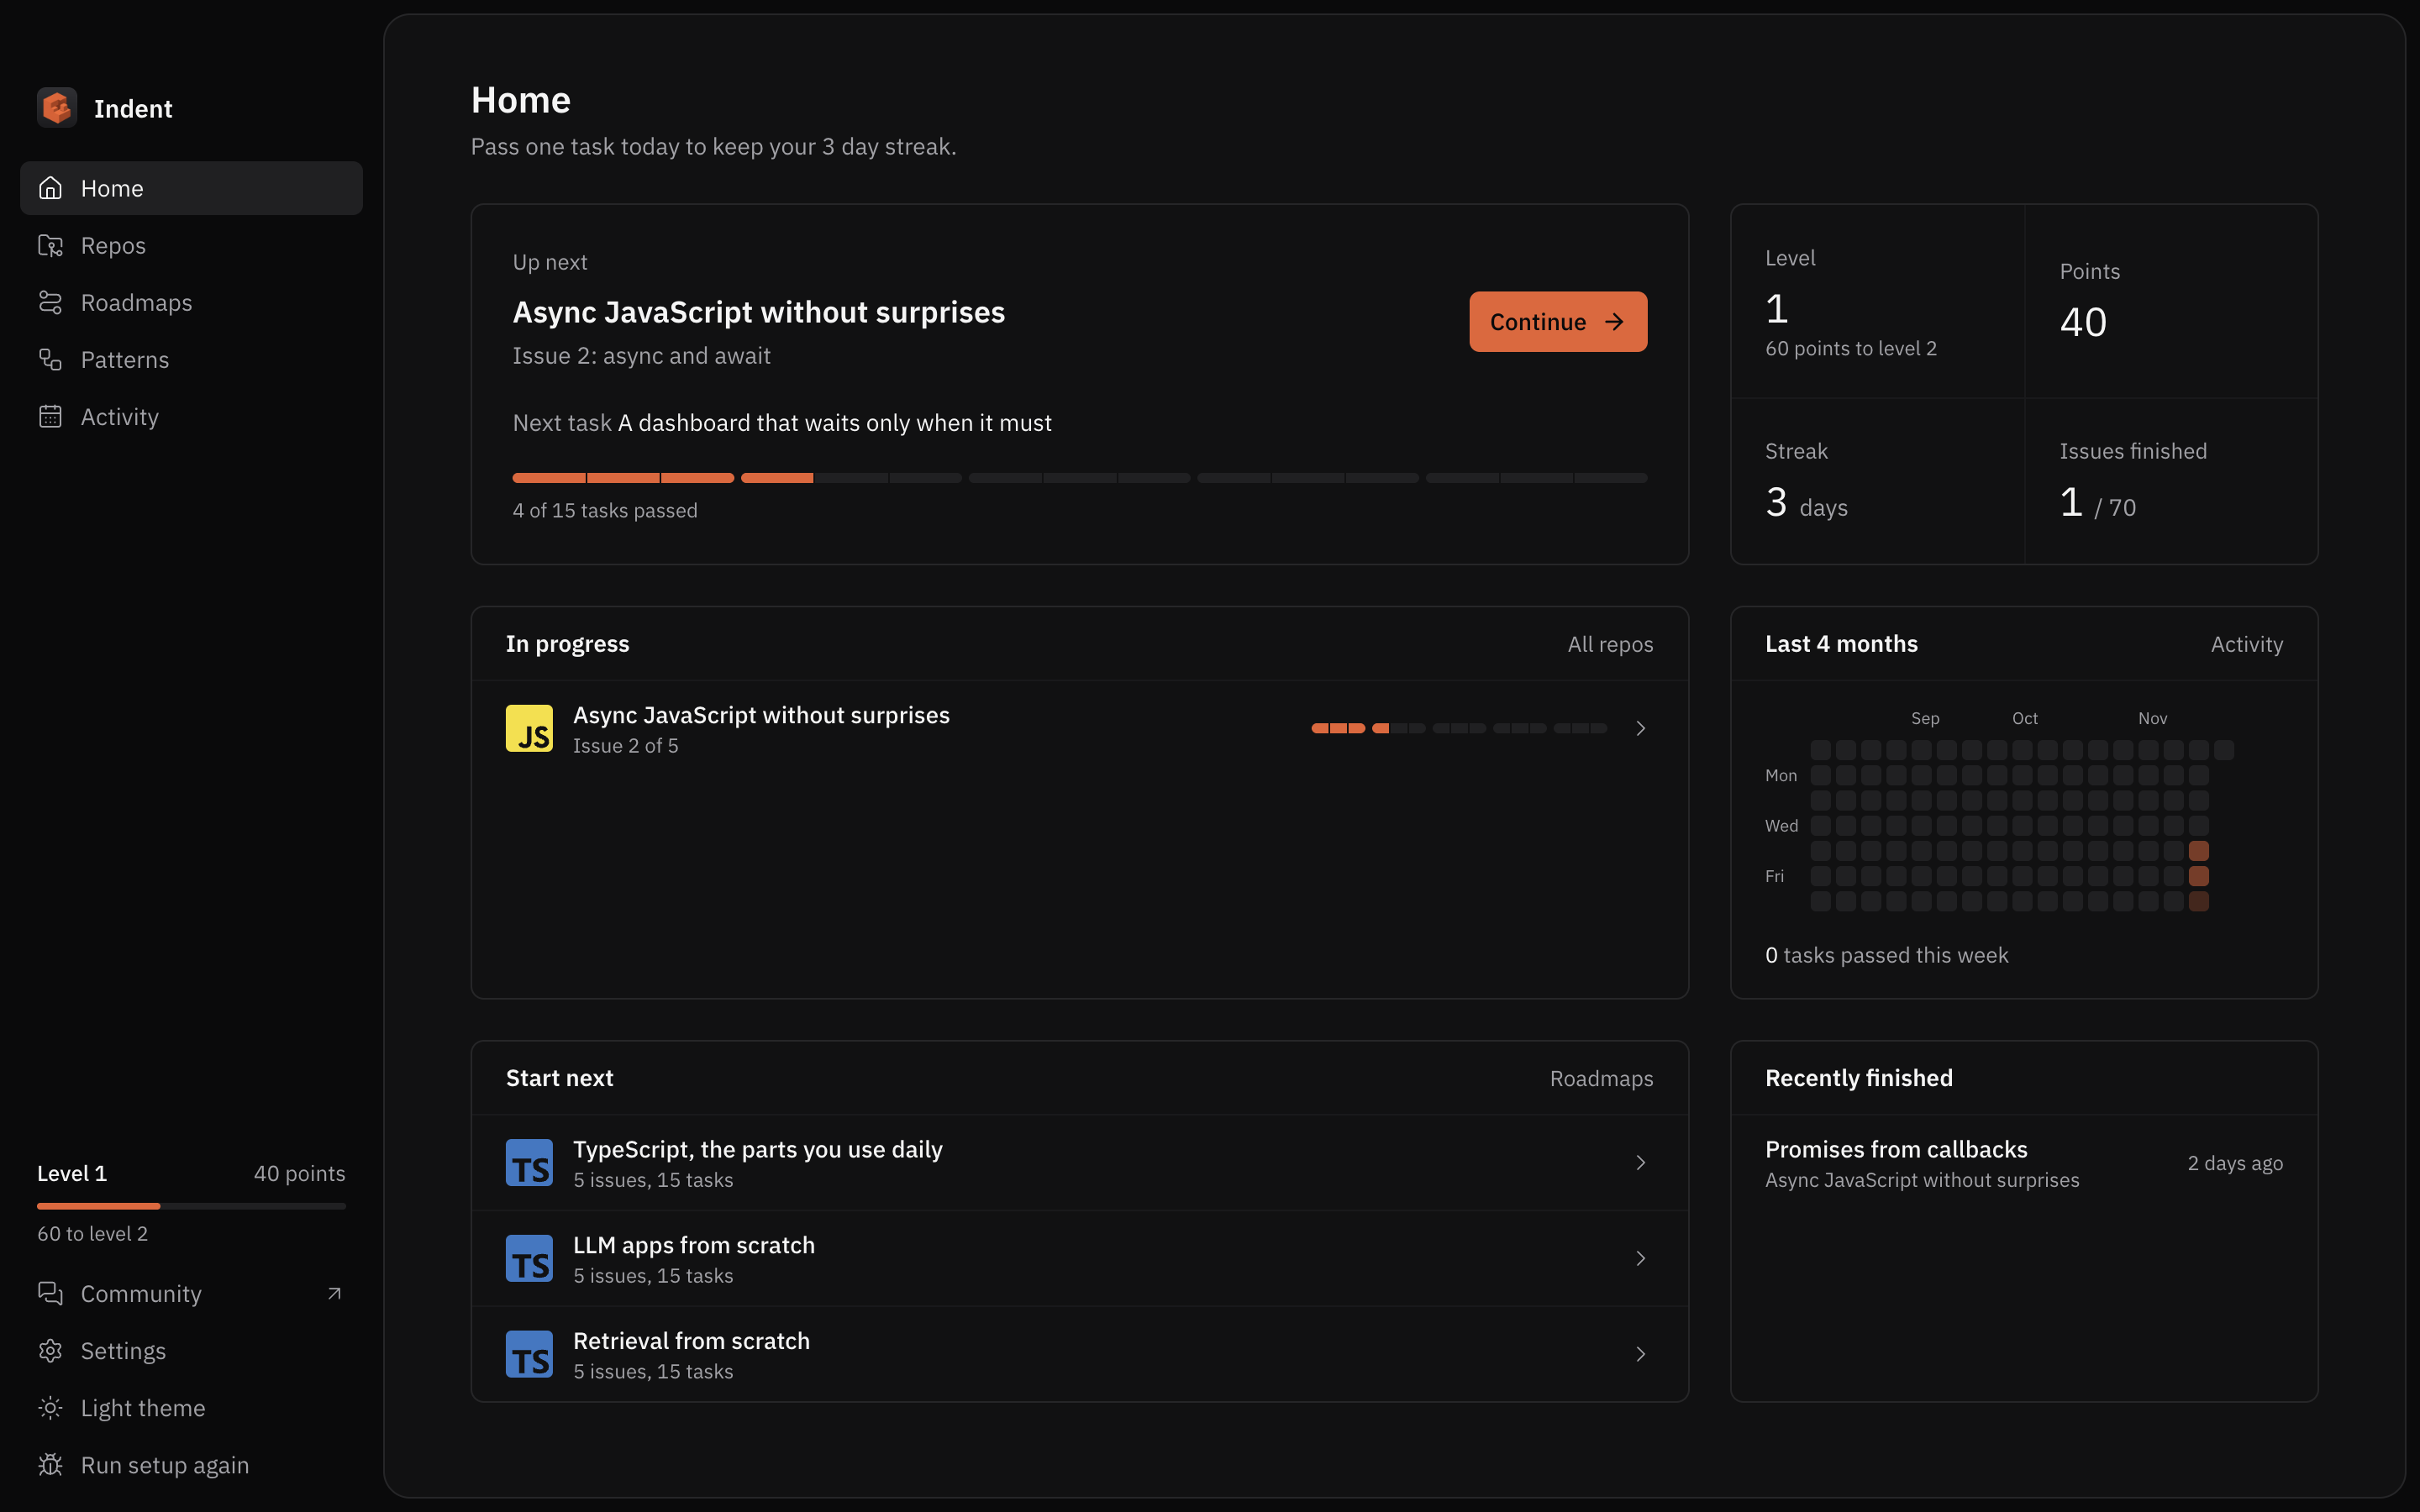 Indent
Home
Repos
Roadmaps
Patterns
Activity
Level 1
40 points
60 to level 2
Community
Settings
Light theme
Run setup again
Home
Pass one task today to keep your 3 day streak.
Up next
Async JavaScript without surprises
Issue 2: async and await
Continue
Next task A dashboard that waits only when it must
4 of 15 tasks passed
Level
1
60 points to level 2
Points
40
Streak
3 days
Issues finished
1 / 70
In progress
All repos
JS
Async JavaScript without surprises
Issue 2 of 5
Last 4 months
Activity
Sep Oct Nov
Mon
Wed
Fri
0 tasks passed this week
Start next
Roadmaps
TS
TypeScript, the parts you use daily
5 issues, 15 tasks
TS
LLM apps from scratch
5 issues, 15 tasks
TS
Retrieval from scratch
5 issues, 15 tasks
Recently finished
Promises from callbacks
Async JavaScript without surprises
2 days ago